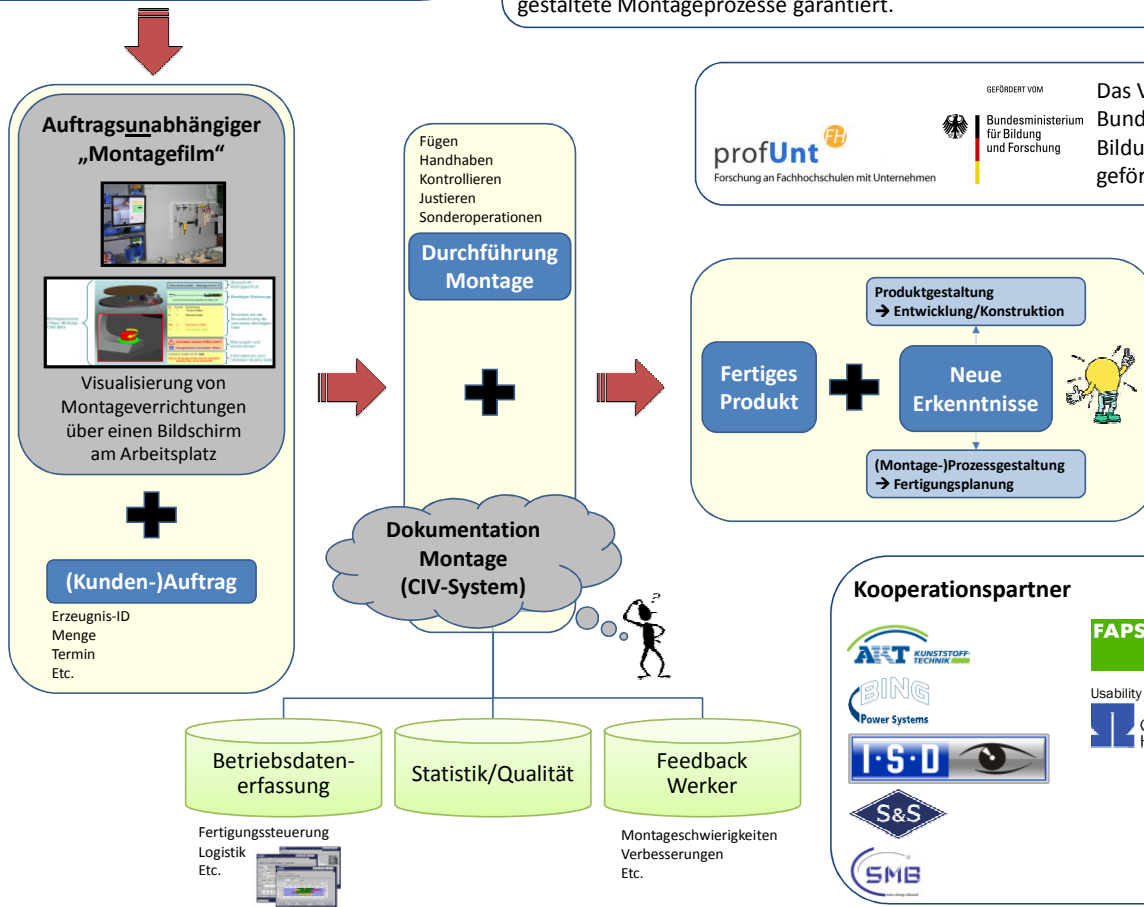 gestaltete Montageprozesse garantiert.
Auftragsunabhängiger
„Montagefilm“
Visualisierung von
Montageverrichtungen
über einen Bildschirm
am Arbeitsplatz
(Kunden-)Auftrag
Erzeugnis-ID
Menge
Termin
Etc.
Fügen
Handhaben
Kontrollieren
Justieren
Sonderoperationen
Durchführung
Montage
Dokumentation
Montage
(CIV-System)
Betriebsdaten-
erfassung
Fertigungssteuerung
Logistik
Etc.
Statistik/Qualität
Feedback
Werker
Montageschwierigkeiten
Verbesserungen
Etc.
profUnt FH
Forschung an Fachhochschulen mit Unternehmen
GEFÖRDERT VOM
Bundesministerium
für Bildung
und Forschung
Das V
Bund
Bildu
geför
Fertiges
Produkt
Neue
Erkenntnisse
Produktgestaltung
→ Entwicklung/Konstruktion
(Montage-)Prozessgestaltung
→ Fertigungsplanung
?
Kooperationspartner
AKT KUNSTSTOFF-
TECHNIK
BING
Power Systems
I·S·D
S&S
SMB
FAPS
Usability